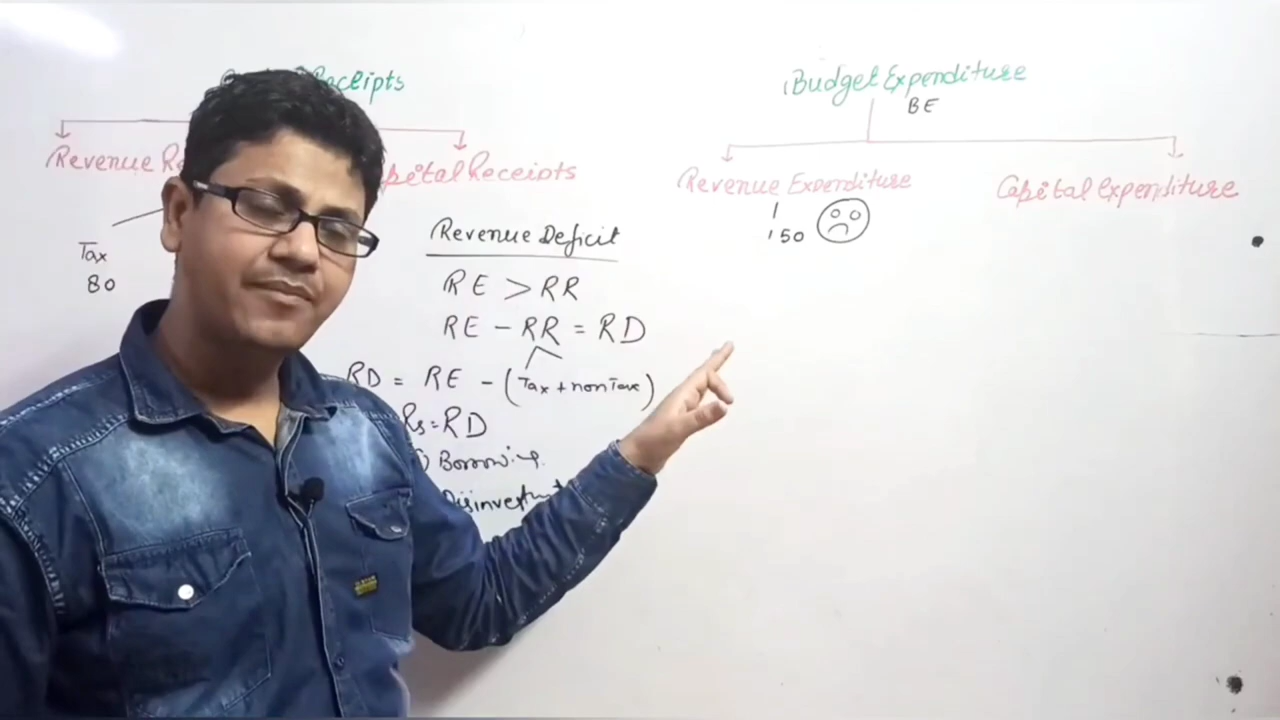 Receipts
Revenue
Capital Receipts
Tax
80
Revenue Deficit
RE > RR
RE - RR = RD
RD = RE - (Tax + non Tax)
Rs = RD
Borrowing
Disinvestment
Budget Expenditure
BE
Revenue Expenditure
150
Capital Expenditure